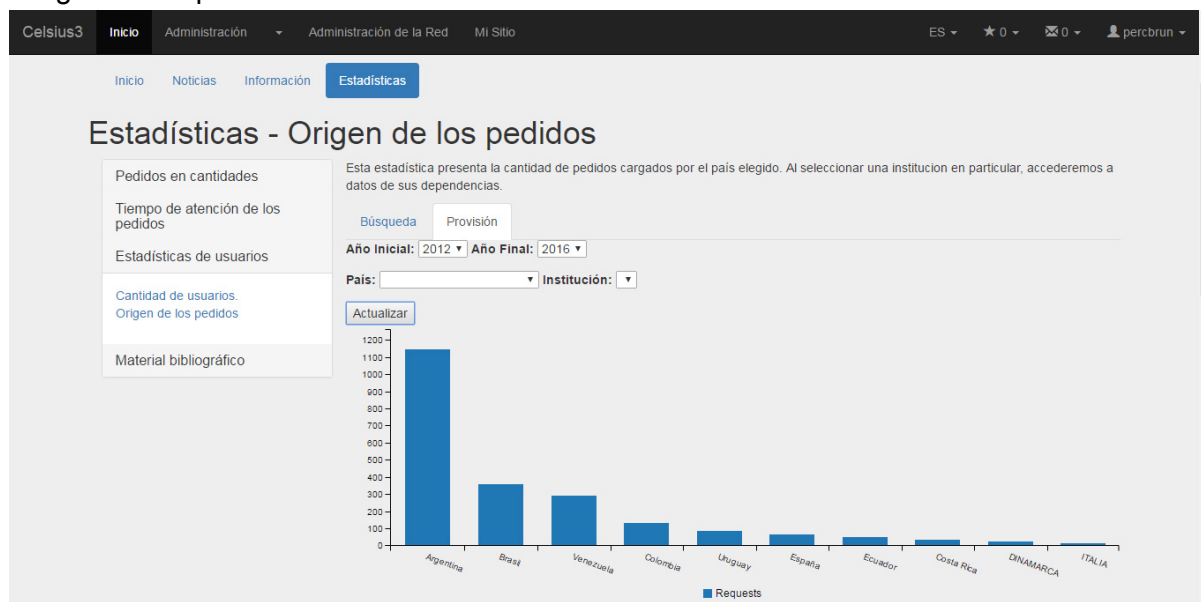 Celsius3 Inicio Administración Administración de la Red Mi Sitio ES 0 0 percbrun
Inicio Noticias Información Estadísticas
Estadísticas - Origen de los pedidos
Pedidos en cantidades
Tiempo de atención de los
pedidos
Estadísticas de usuarios
Cantidad de usuarios.
Origen de los pedidos
Material bibliográfico
Esta estadística presenta la cantidad de pedidos cargados por el país elegido. Al seleccionar una institucion en particular, accederemos a
datos de sus dependencias.
Búsqueda Provisión
Año Inicial: 2012 Año Final: 2016
País: Institución:
Actualizar
1200
1100
1000
900
800
700
600
500
400
300
200
100
0
Argentina Brasil Venezuela Colombia Uruguay España Ecuador Costa Rica DINAMARCA ITALIA
Requests